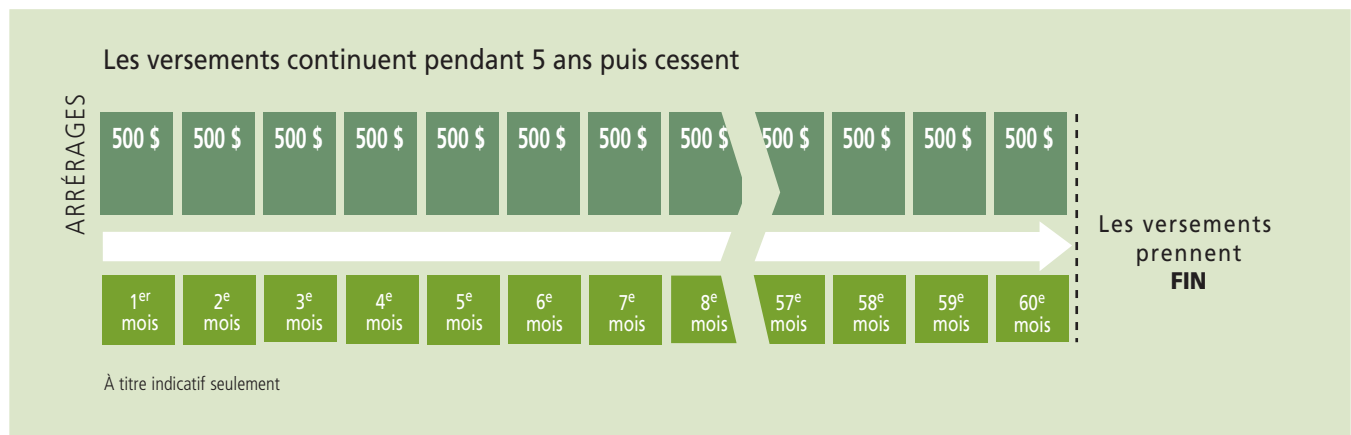 Les versements continuent pendant 5 ans puis cessent
ARRÉRAGES
500 $ 500 $ 500 $ 500 $ 500 $ 500 $ 500 $ 500 $ 500 $ 500 $ 500 $ 500 $
1er mois
2e mois
3e mois
4e mois
5e mois
6e mois
7e mois
8e mois
57e mois
58e mois
59e mois
60e mois
Les versements
prennent
FIN
À titre indicatif seulement